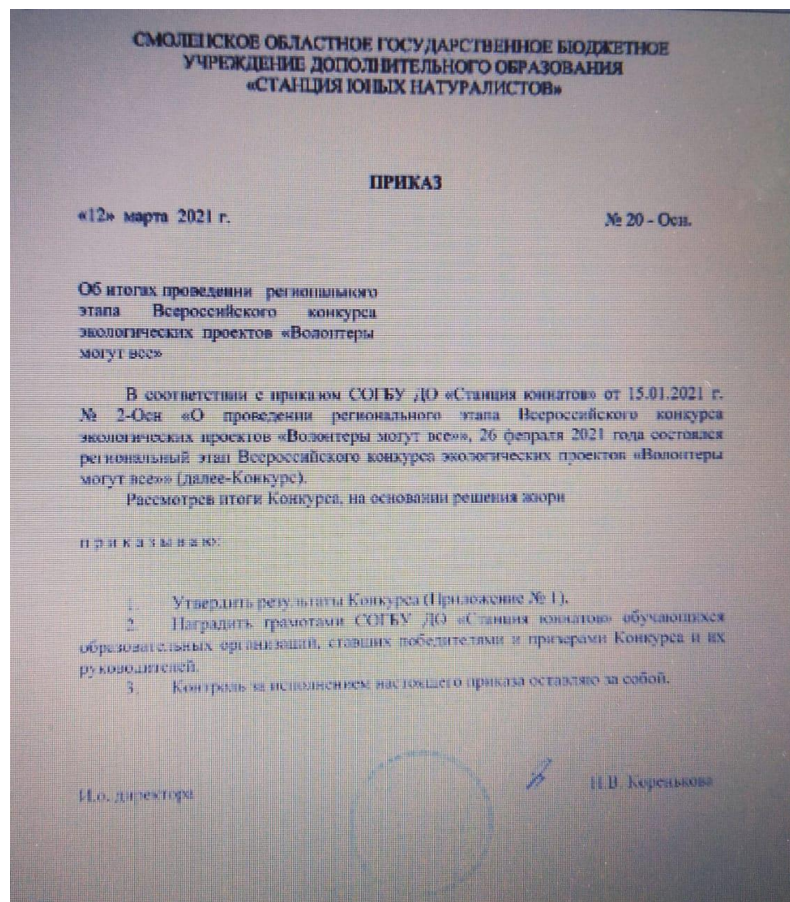 СМОЛЕНСКОЕ ОБЛАСТНОЕ ГОСУДАРСТВЕННОЕ БЮДЖЕТНОЕ
УЧРЕЖДЕНИЕ ДОПОЛНИТЕЛЬНОГО ОБРАЗОВАНИЯ
«СТАНЦИЯ ЮНЫХ НАТУРАЛИСТОВ»
ПРИКАЗ
«12» марта 2021 г. № 20 - Осн.
Об итогах проведении регионального
этапа Всероссийского конкурса
экологических проектов «Волонтеры
могут все»
В соответствии с приказом СОГБУ ДО «Станция юннатов» от 15.01.2021 г.
№ 2-Осн «О проведении регионального этапа Всероссийского конкурса
экологических проектов «Волонтеры могут все»», 26 февраля 2021 года состоялся
региональный этап Всероссийского конкурса экологических проектов «Волонтеры
могут все»» (далее-Конкурс).
Рассмотрев итоги Конкурса, на основании решения жюри
п р и к а з ы в а ю:
1. Утвердить результаты Конкурса (Приложение № 1).
2. Наградить грамотами СОГБУ ДО «Станция юннатов» обучающихся
образовательных организаций, ставших победителями и призерами Конкурса и их
руководителей.
3. Контроль за исполнением настоящего приказа оставляю за собой.
И.о. директора Н.В. Коренькова